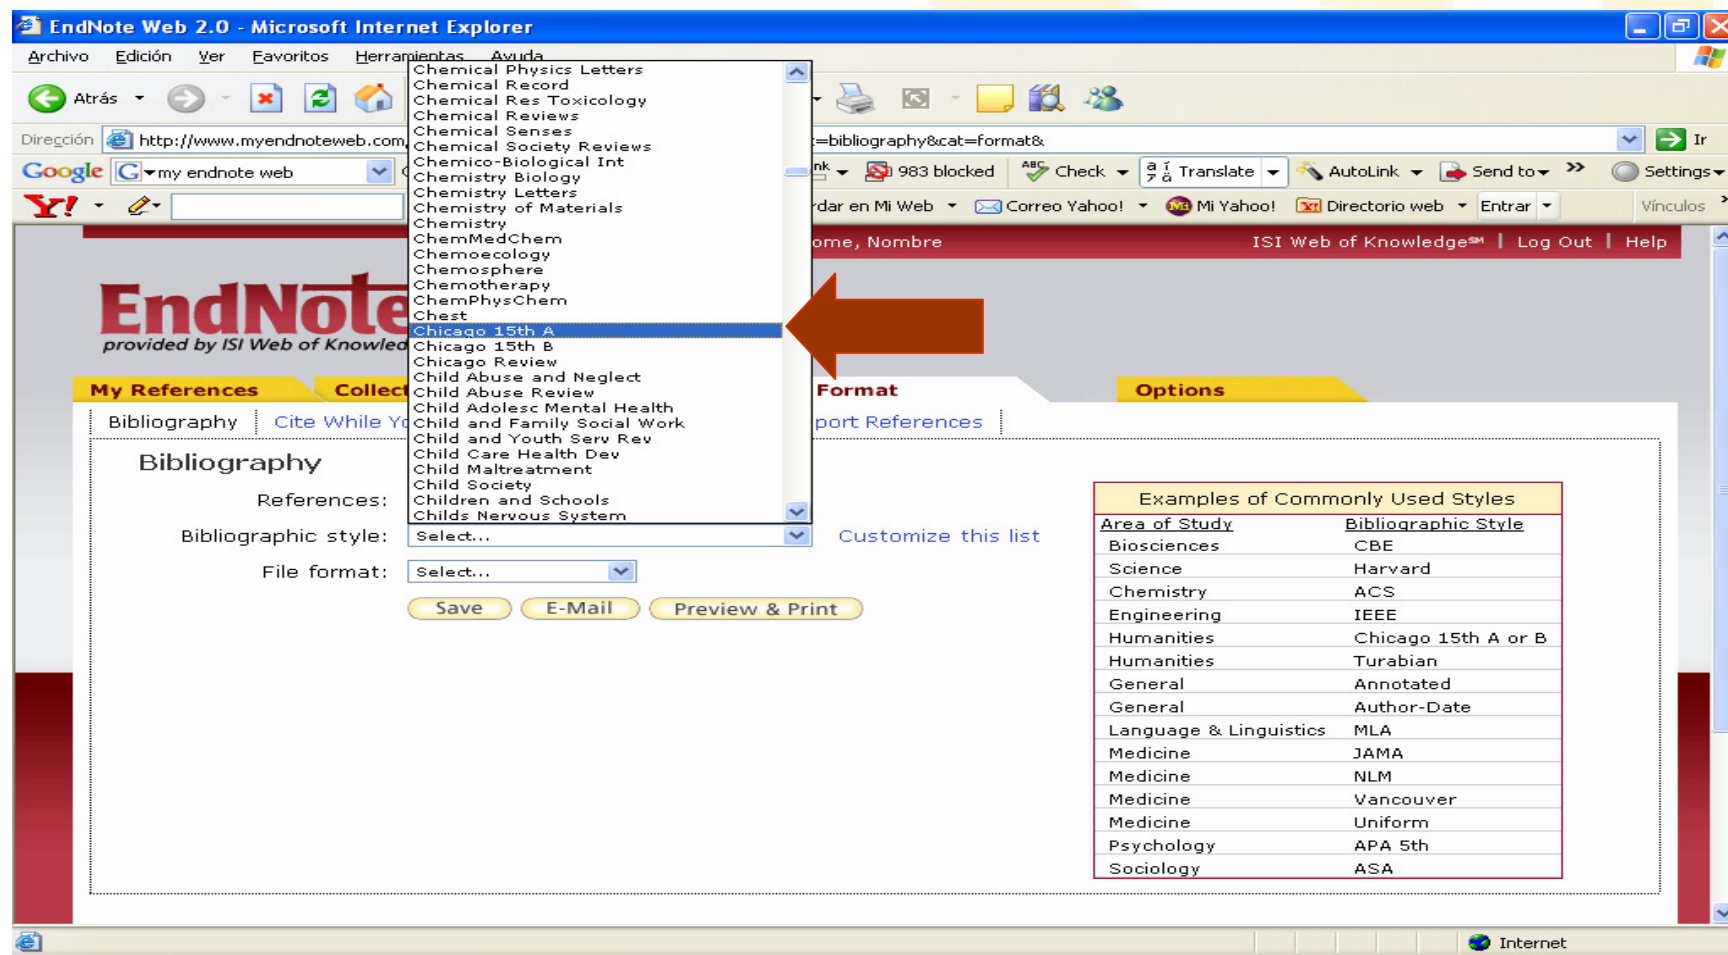 EndNote Web 2.0 - Microsoft Internet Explorer
Archivo Edición Ver Favoritos Herramientas Ayuda
Atrás
Dirección http://www.myendnoteweb.com =bibliography&cat=format&. Ir
Google G my endnote web 983 blocked ABC Check Translate AutoLink Send to >> Settings
Y! dar en Mi Web Correo Yahoo! Mi Yahoo! Directorio web Entrar Vínculos
ome, Nombre ISI Web of Knowledge℠ | Log Out | Help
EndNote
provided by ISI Web of Knowled
My References Collect Format Options
Bibliography Cite While Yo port References
Bibliography
References:
Bibliographic style: Select... Customize this list
File format: Select...
Save E-Mail Preview & Print
Chemical Physics Letters
Chemical Record
Chemical Res Toxicology
Chemical Reviews
Chemical Senses
Chemical Society Reviews
Chemico-Biological Int
Chemistry Biology
Chemistry Letters
Chemistry of Materials
Chemistry
ChemMedChem
Chemoecology
Chemosphere
Chemotherapy
ChemPhysChem
Chest
Chicago 15th A
Chicago 15th B
Chicago Review
Child Abuse and Neglect
Child Abuse Review
Child Adolesc Mental Health
Child and Family Social Work
Child and Youth Serv Rev
Child Care Health Dev
Child Maltreatment
Child Society
Children and Schools
Childs Nervous System
Examples of Commonly Used Styles
Area of Study Bibliographic Style
Biosciences CBE
Science Harvard
Chemistry ACS
Engineering IEEE
Humanities Chicago 15th A or B
Humanities Turabian
General Annotated
General Author-Date
Language & Linguistics MLA
Medicine JAMA
Medicine NLM
Medicine Vancouver
Medicine Uniform
Psychology APA 5th
Sociology ASA
Internet